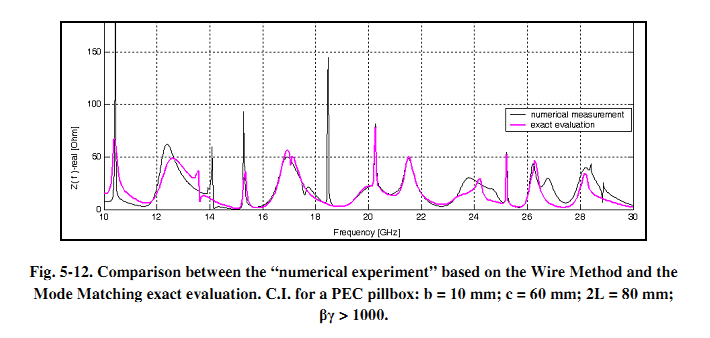 150
100
50
0
Z( f )-real [Ohm]
numerical measurement
exact evaluation
10 12 14 16 18 20 22 24 26 28 30
Frequency [GHz]
Fig. 5-12. Comparison between the “numerical experiment” based on the Wire Method and the
Mode Matching exact evaluation. C.I. for a PEC pillbox: b = 10 mm; c = 60 mm; 2L = 80 mm;
βγ > 1000.